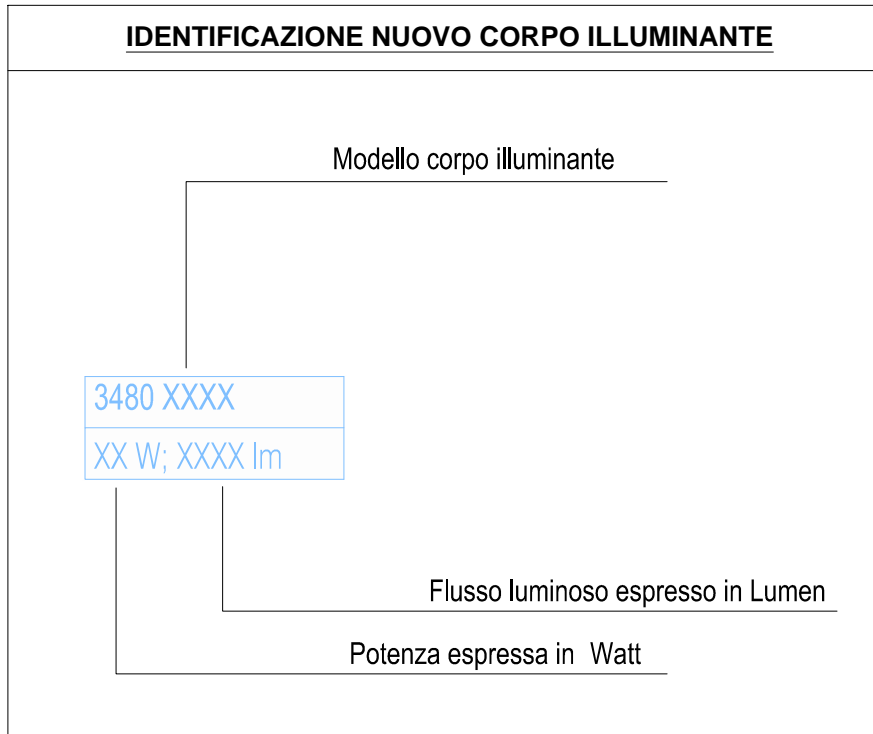 IDENTIFICAZIONE NUOVO CORPO ILLUMINANTE
Modello corpo illuminante
3480 XXXX
XX W; XXXX lm
Flusso luminoso espresso in Lumen
Potenza espressa in Watt